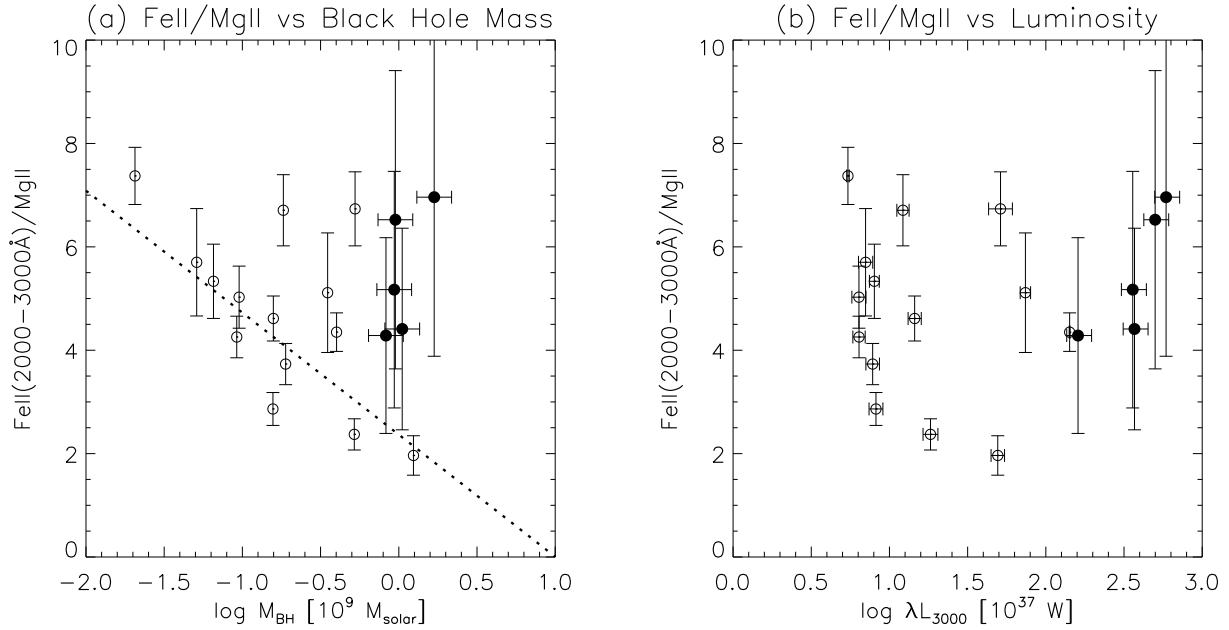 (a) FeII/MgII vs Black Hole Mass
(b) FeII/MgII vs Luminosity
FeII(2000−3000Å)/MgII
10
8
6
4
2
0
−2.0 −1.5 −1.0 −0.5 0.0 0.5 1.0
log M_BH [10^9 M_solar]
FeII(2000−3000Å)/MgII
10
8
6
4
2
0
0.0 0.5 1.0 1.5 2.0 2.5 3.0
log λL_3000 [10^37 W]